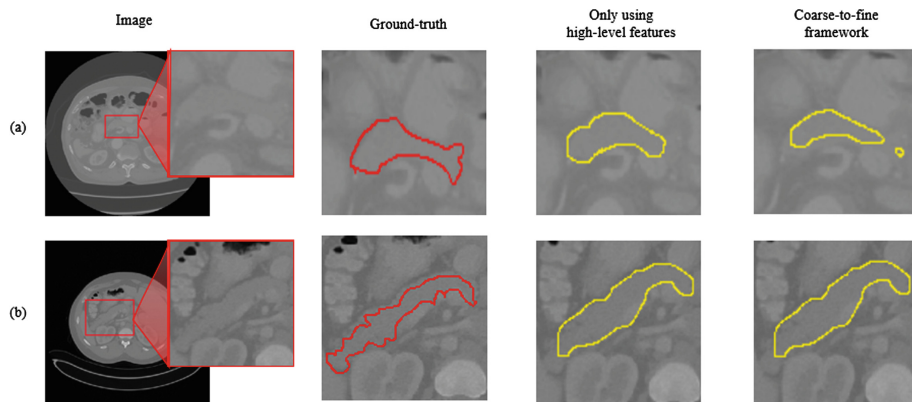 Image
Ground-truth
Only using
high-level features
Coarse-to-fine
framework
(a)
(b)